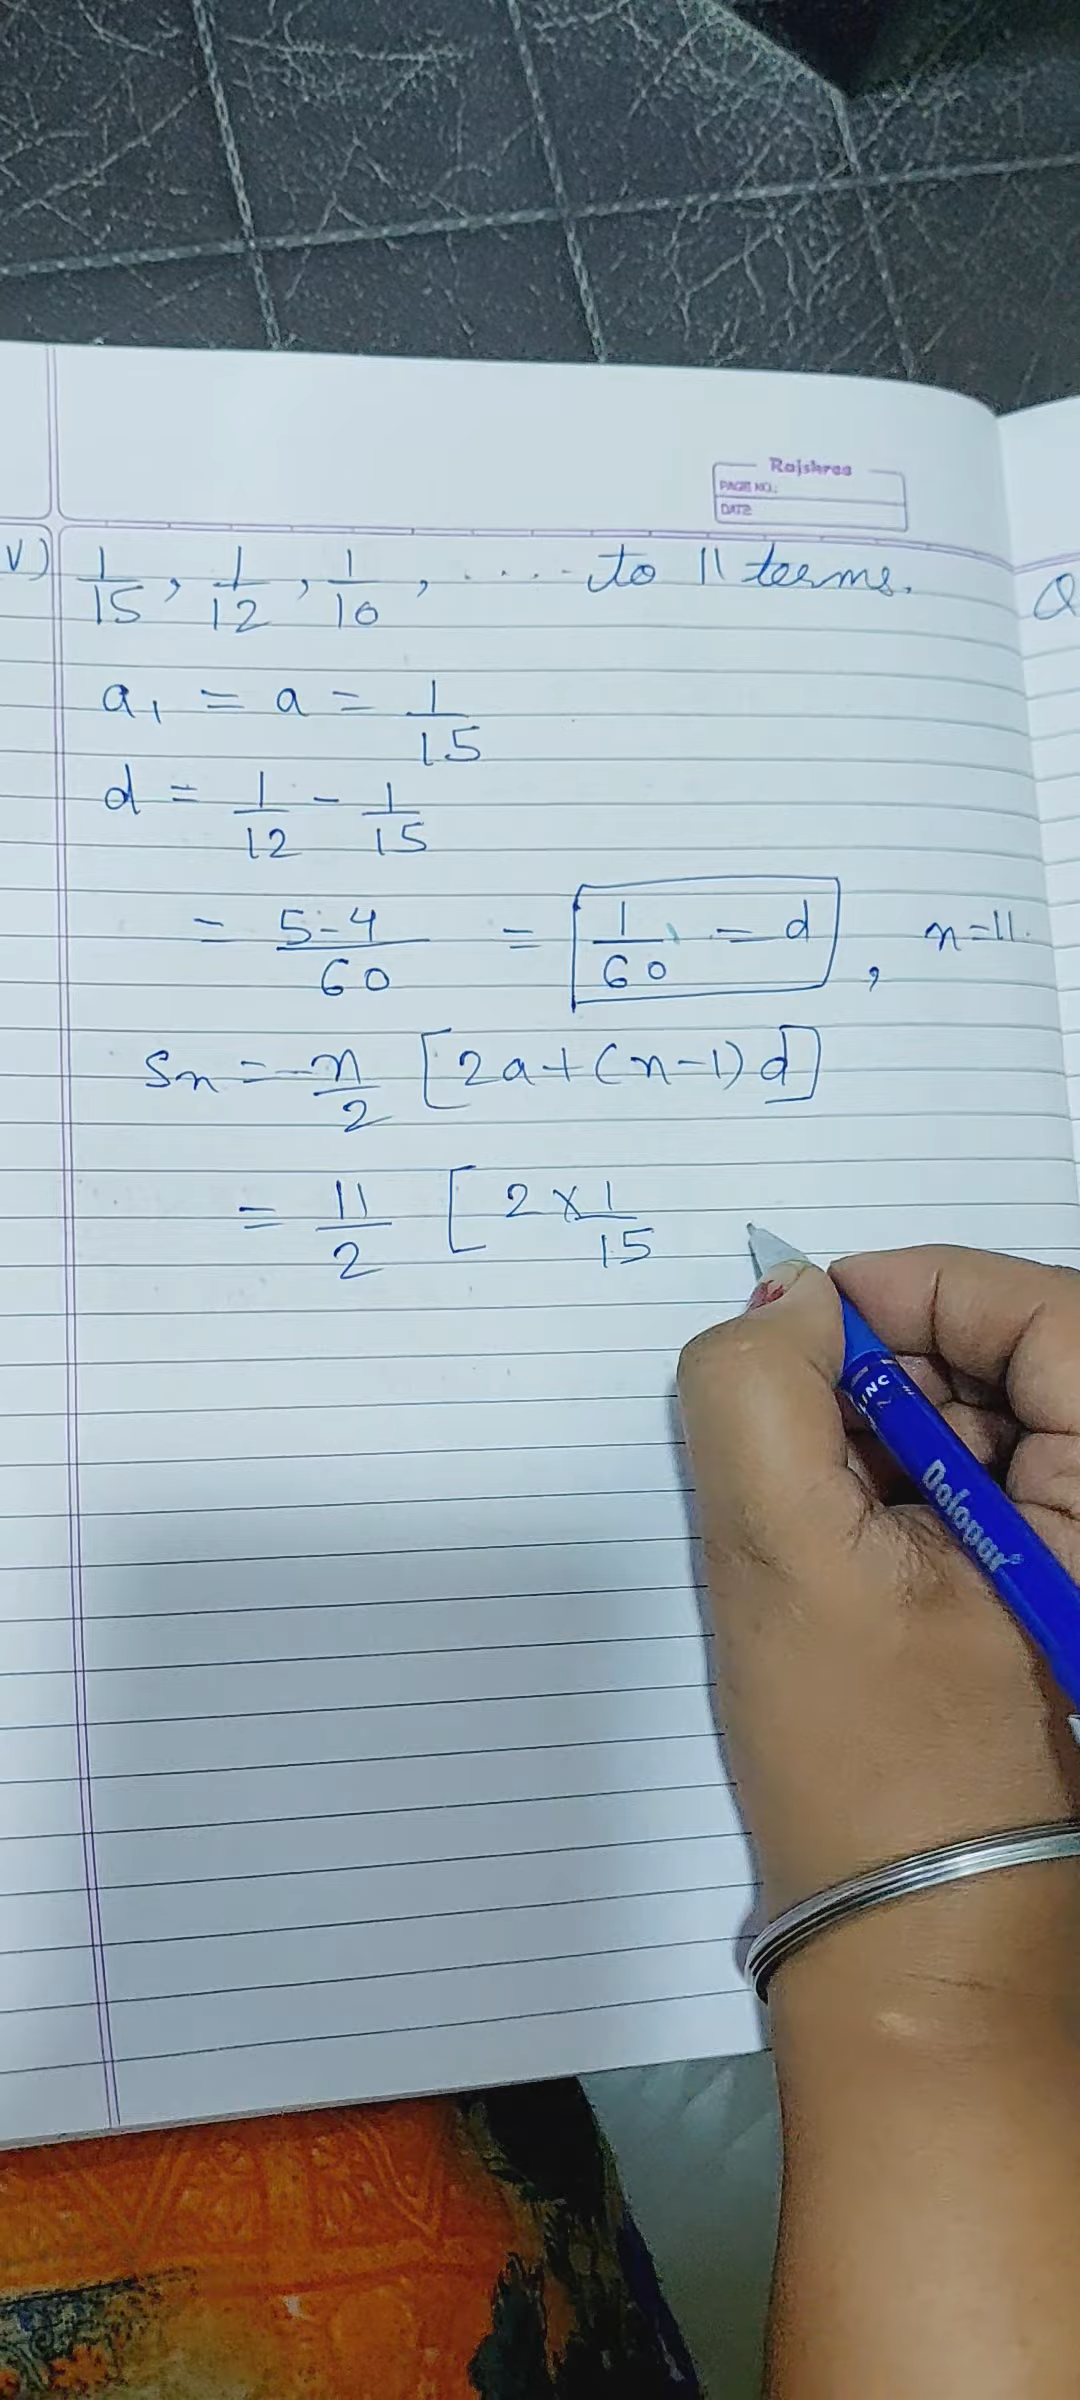 Rajshree
PAGE NO.:
DATE:
v) 1/15, 1/12, 1/10, ..... to 11 terms.
Q
a₁ = a = 1/15
d = 1/12 - 1/15
= 5-4/60 = 1/60 = d, n=11.
Sn = n/2 [2a+(n-1)d]
= 11/2 [2×1/15
LINC
Dolopar®